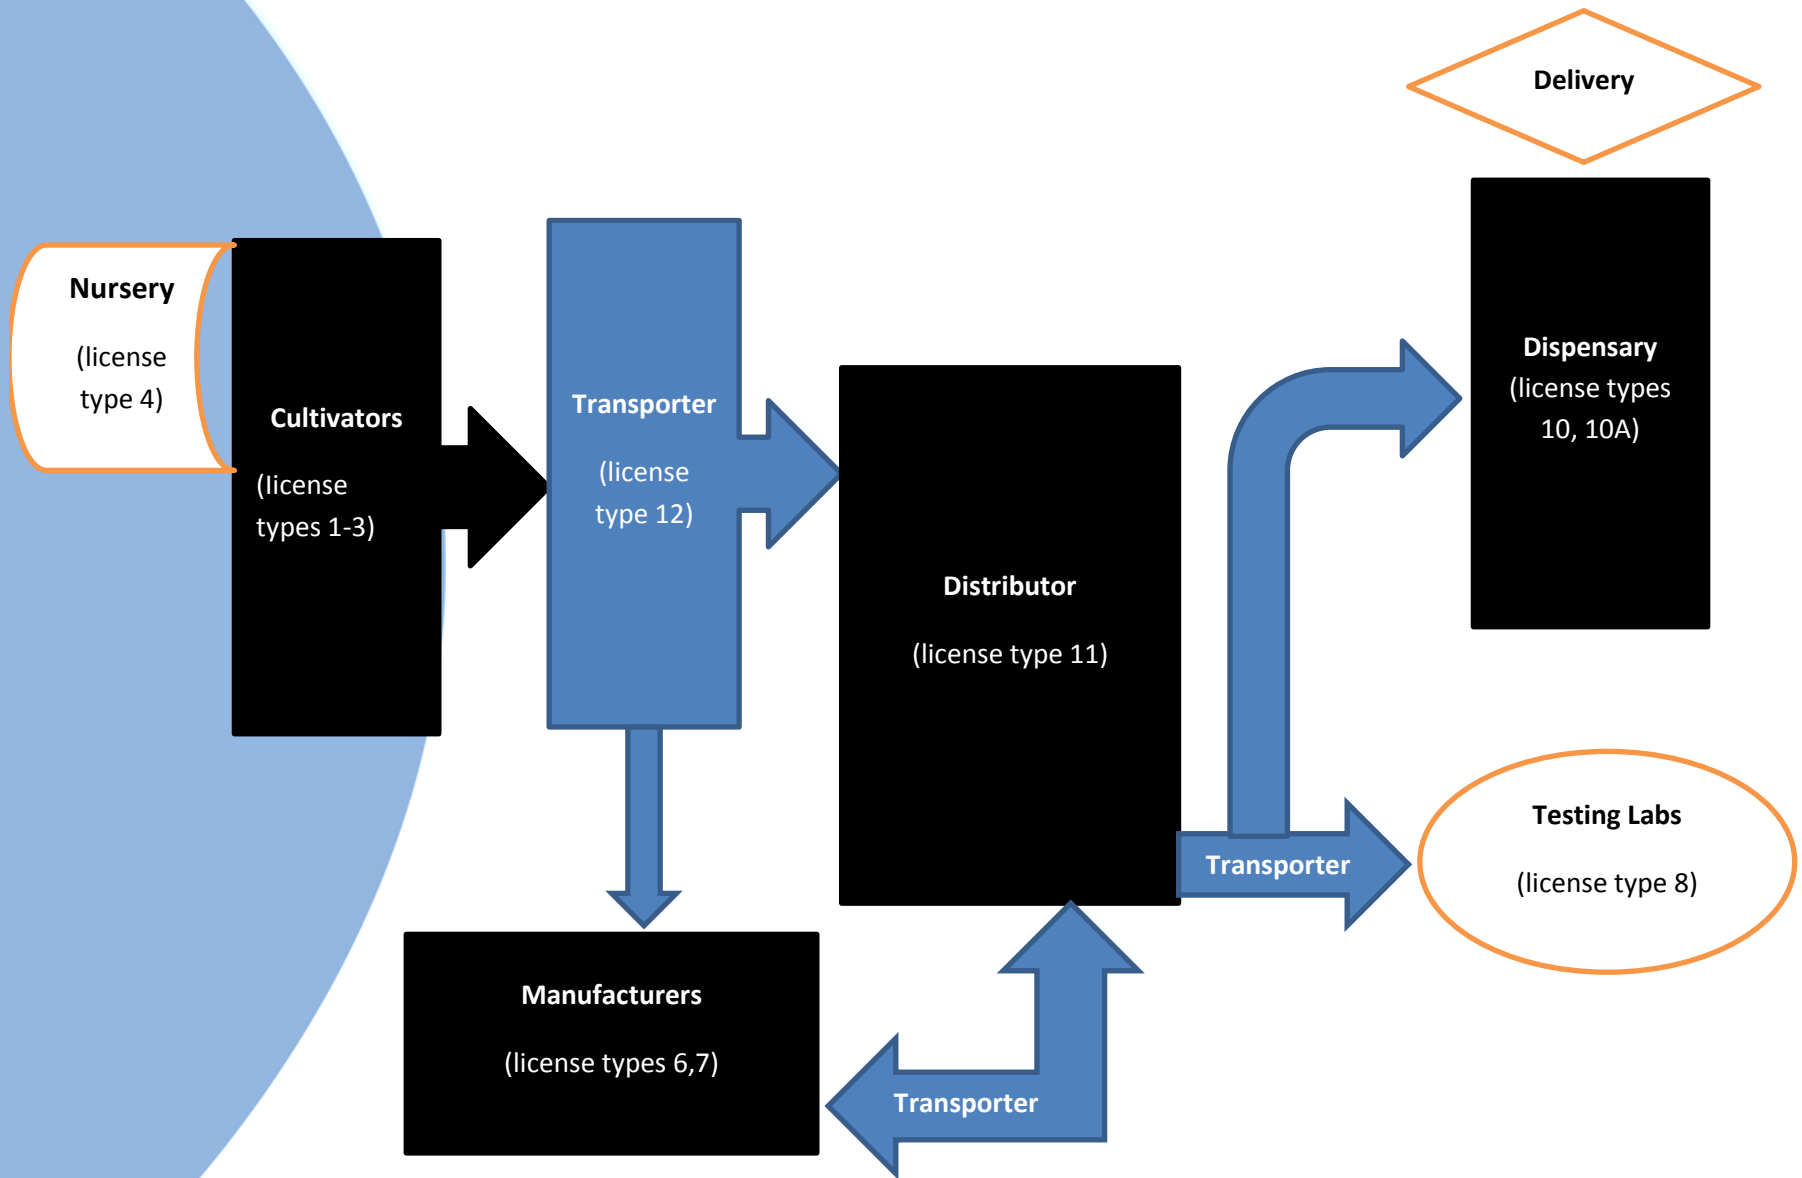 Delivery
Nursery
(license
type 4)
Cultivators
(license
types 1-3)
Transporter
(license
type 12)
Distributor
(license type 11)
Dispensary
(license types
10, 10A)
Transporter
Testing Labs
(license type 8)
Manufacturers
(license types 6,7)
Transporter